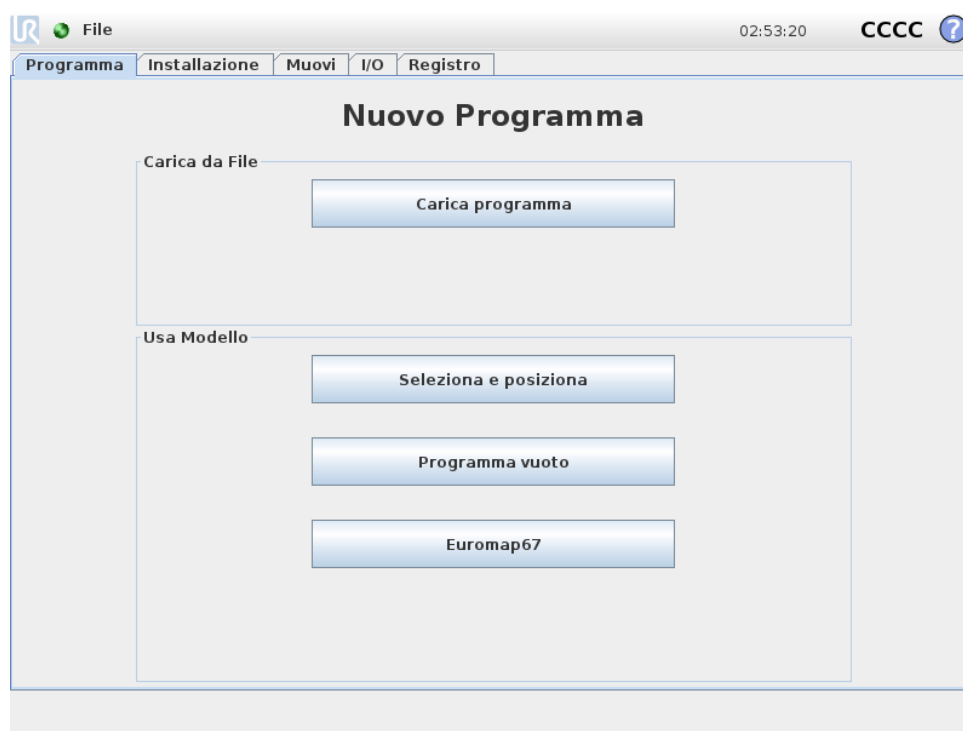 UR File 02:53:20 CCCC ?
Programma Installazione Muovi I/O Registro
Nuovo Programma
Carica da File
Carica programma
Usa Modello
Seleziona e posiziona
Programma vuoto
Euromap67